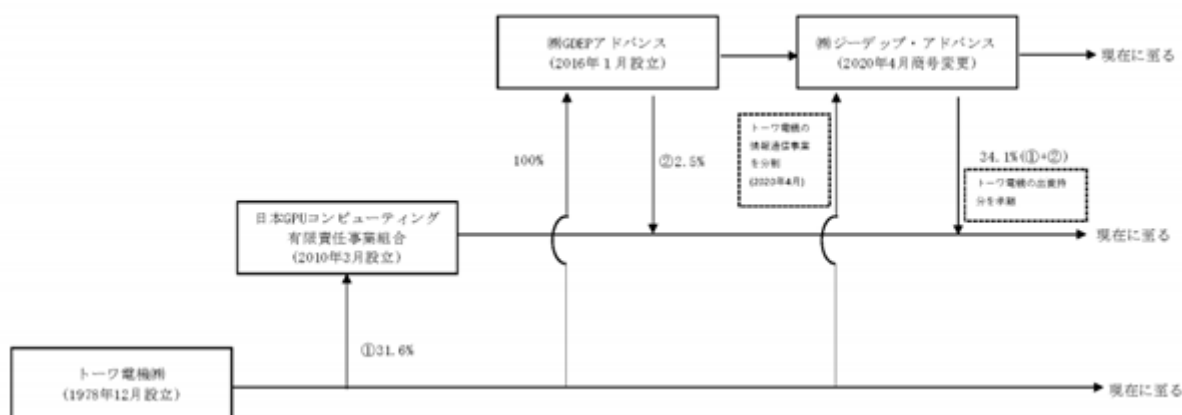 ㈱GDEPアドバンス
(2016年1月設立)
㈱ジーデップ・アドバンス
(2020年4月商号変更)
現在に至る
トーワ電機の
情報通信事業
を分割
(2020年4月)
100%
②2.5%
34.1%(①+②)
トーワ電機の出資持
分を承継
日本GPUコンピューティング
有限責任事業組合
(2010年3月設立)
現在に至る
①31.6%
トーワ電機㈱
(1978年12月設立)
現在に至る